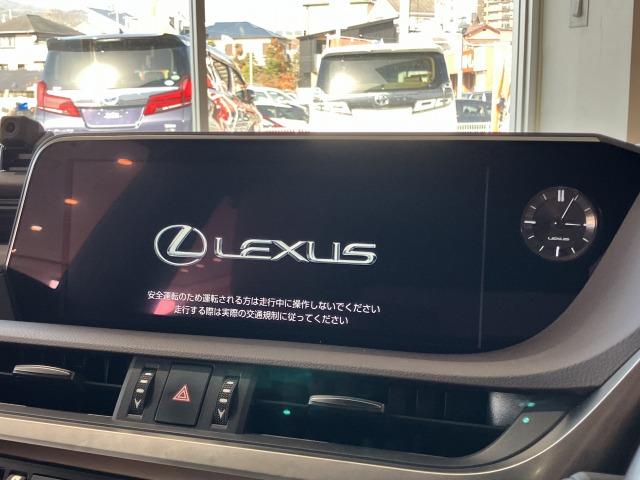 LEXUS
安全運転のため運転される方は走行中に操作しないでください
走行する際は実際の交通規制に従ってください
LEXUS